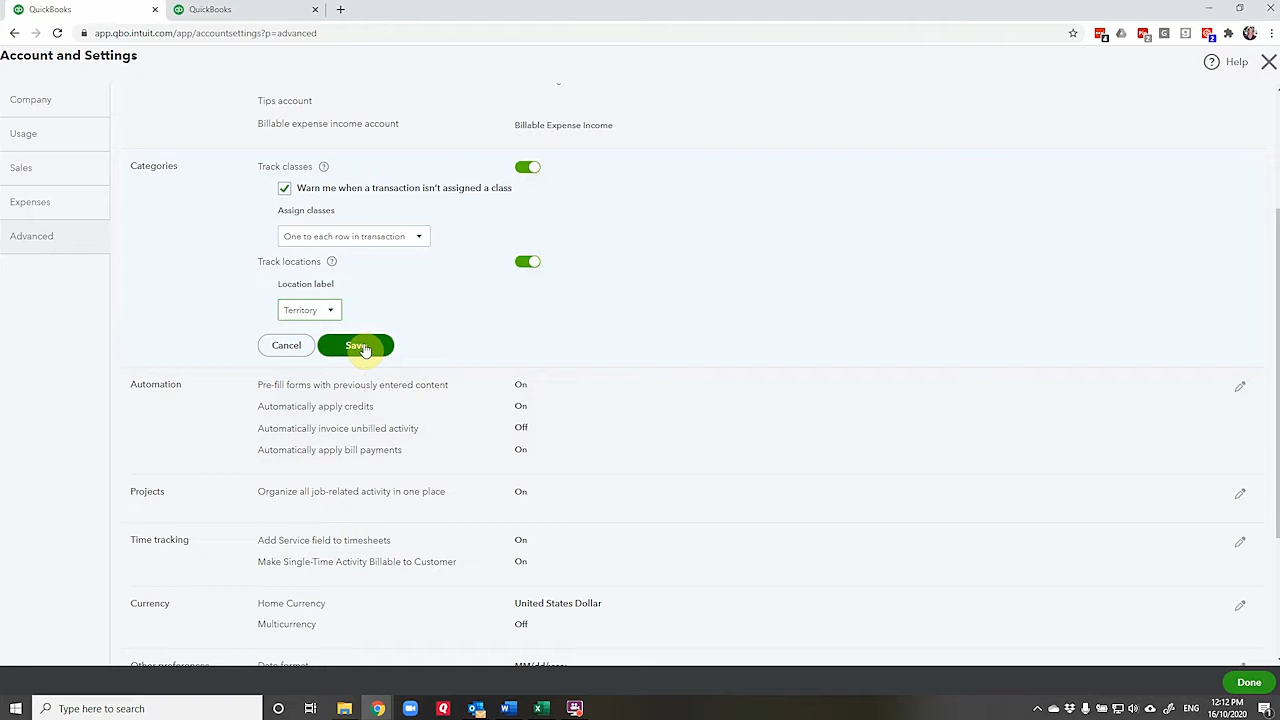 QuickBooks
QuickBooks
app.qbo.intuit.com/app/accountsettings?p=advanced
Account and Settings
Help
Company
Usage
Sales
Expenses
Advanced
Tips account
Billable expense income account Billable Expense Income
Categories Track classes
Warn me when a transaction isn't assigned a class
Assign classes
One to each row in transaction
Track locations
Location label
Territory
Cancel Save
Automation Pre-fill forms with previously entered content On
Automatically apply credits On
Automatically invoice unbilled activity Off
Automatically apply bill payments On
Projects Organize all job-related activity in one place On
Time tracking Add Service field to timesheets On
Make Single-Time Activity Billable to Customer On
Currency Home Currency United States Dollar
Multicurrency Off
Other preferences Date format
Done
Type here to search
12:12 PM
16/10/2020